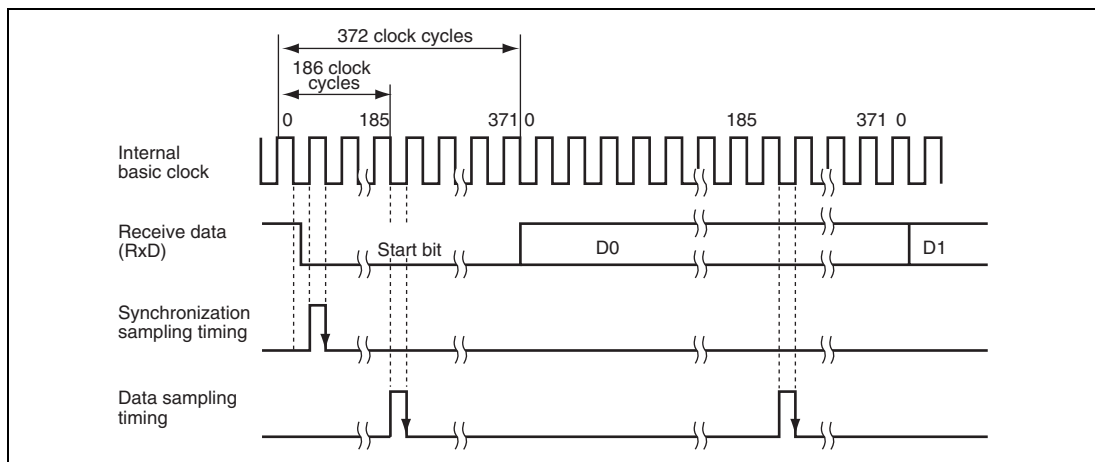 372 clock cycles
186 clock
cycles
0 185 371 0 185 371 0
Internal
basic clock
Receive data
(RxD)
Start bit D0 D1
Synchronization
sampling timing
Data sampling
timing